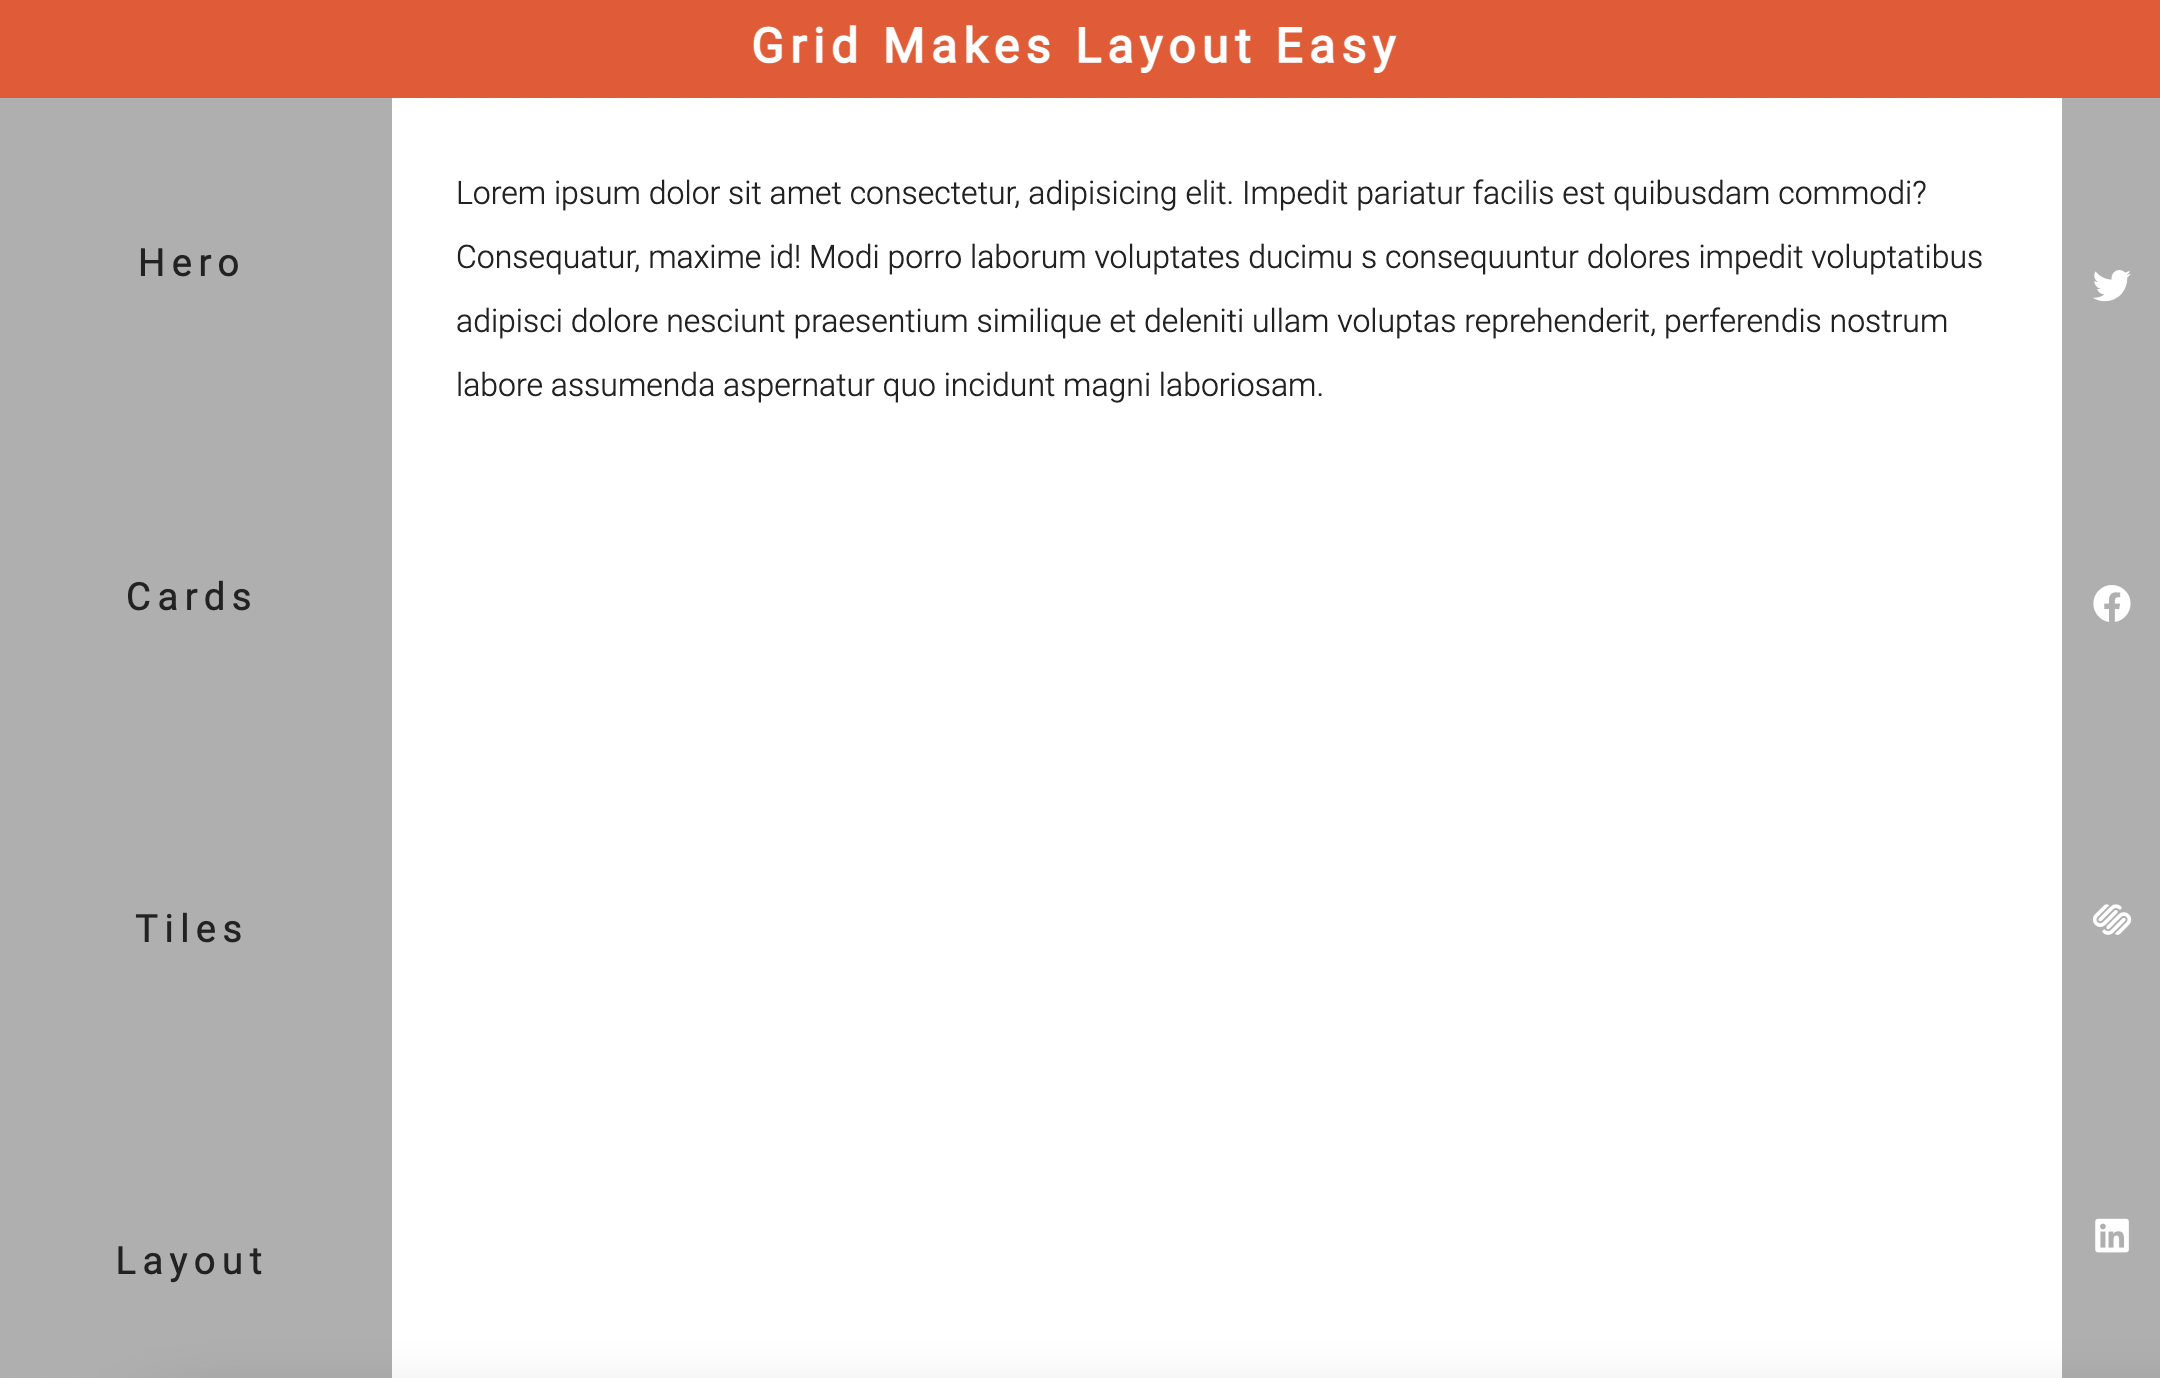 Grid Makes Layout Easy
Hero
Cards
Tiles
Layout
Lorem ipsum dolor sit amet consectetur, adipisicing elit. Impedit pariatur facilis est quibusdam commodi?
Consequatur, maxime id! Modi porro laborum voluptates ducimu s consequuntur dolores impedit voluptatibus
adipisci dolore nesciunt praesentium similique et deleniti ullam voluptas reprehenderit, perferendis nostrum
labore assumenda aspernatur quo incidunt magni laboriosam.